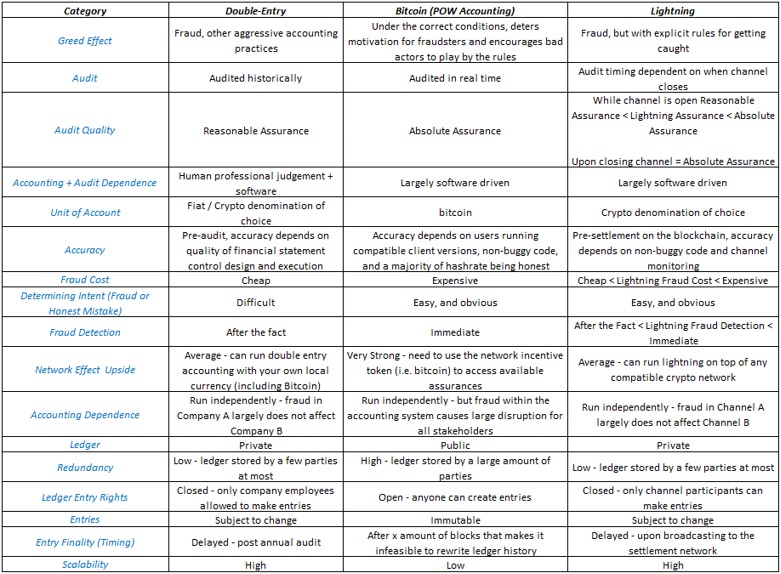 Category Double-Entry Bitcoin (POW Accounting) Lightning
Greed Effect
Fraud, other aggressive accounting
practices
Under the correct conditions, deters
motivation for fraudsters and encourages bad
actors to play by the rules
Fraud, but with explicit rules for getting
caught
Audit
Audited historically
Audited in real time
Audit timing dependent on when channel
closes
Audit Quality
Reasonable Assurance
Absolute Assurance
While channel is open Reasonable
Assurance < Lightning Assurance < Absolute
Assurance
Upon closing channel = Absolute Assurance
Accounting + Audit Dependence
Human professional judgement +
software
Largely software driven
Largely software driven
Unit of Account
Fiat / Crypto denomination of
choice
bitcoin
Crypto denomination of choice
Accuracy
Pre-audit, accuracy depends on
quality of financial statement
control design and execution
Accuracy depends on users running
compatible client versions, non-buggy code,
and a majority of hashrate being honest
Pre-settlement on the blockchain, accuracy
depends on non-buggy code and channel
monitoring
Fraud Cost
Cheap
Expensive
Cheap < Lightning Fraud Cost < Expensive
Determining Intent (Fraud or
Honest Mistake)
Difficult
Easy, and obvious
Easy, and obvious
Fraud Detection
After the fact
Immediate
After the Fact < Lightning Fraud Detection <
Immediate
Network Effect Upside
Average - can run double entry
accounting with your own local
currency (including Bitcoin)
Very Strong - need to use the network incentive
token (i.e. bitcoin) to access available
assurances
Average - can run lightning on top of any
compatible crypto network
Accounting Dependence
Run independently - fraud in
Company A largely does not affect
Company B
Run independently - but fraud within the
accounting system causes large disruption for
all stakeholders
Run independently - fraud in Channel A
largely does not affect Channel B
Ledger
Private
Public
Private
Redundancy
Low - ledger stored by a few parties
at most
High - ledger stored by a large amount of
parties
Low - ledger stored by a few parties at most
Ledger Entry Rights
Closed - only company employees
allowed to make entries
Open - anyone can create entries
Closed - only channel participants can
make entries
Entries
Subject to change
Immutable
Subject to change
Entry Finality (Timing)
Delayed - post annual audit
After x amount of blocks that makes it
infeasible to rewrite ledger history
Delayed - upon broadcasting to the
settlement network
Scalability
High
Low
High